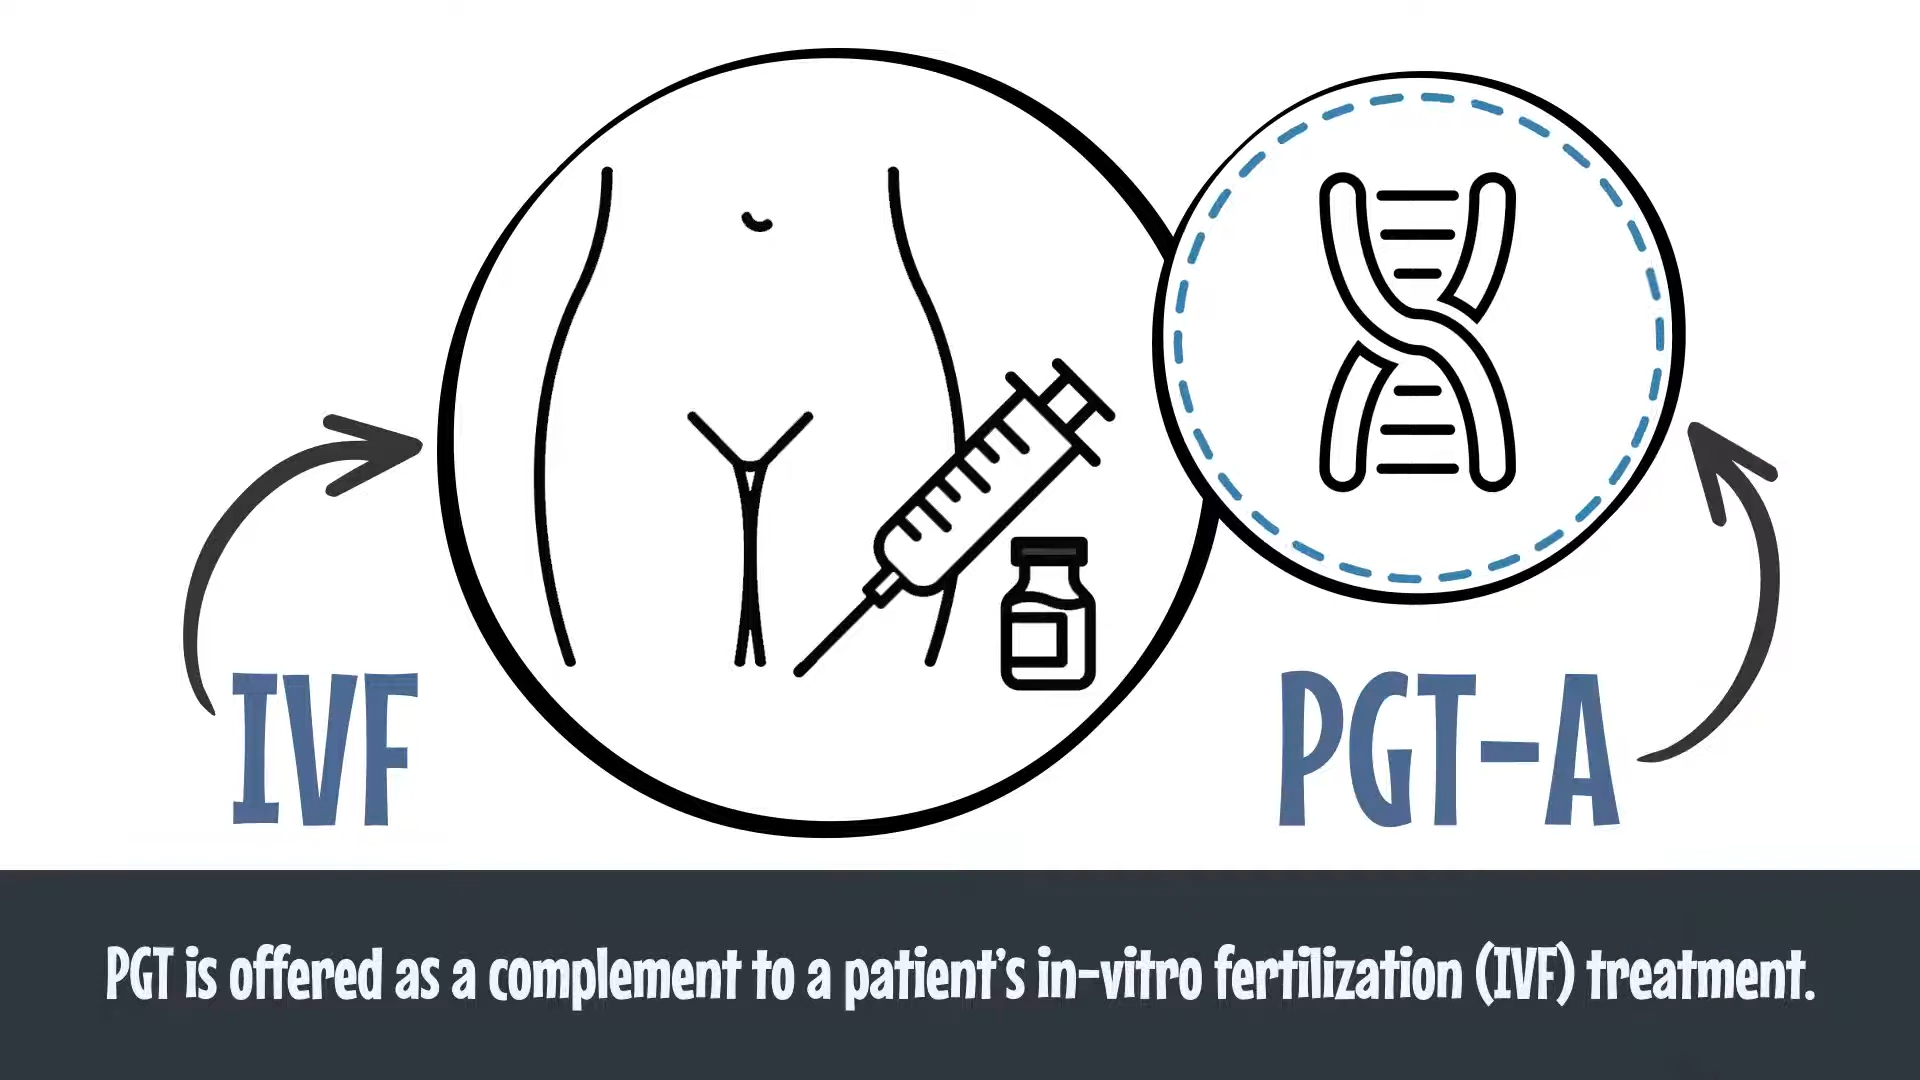 IVF
PGT-A
PGT is offered as a complement to a patient's in-vitro fertilization (IVF) treatment.